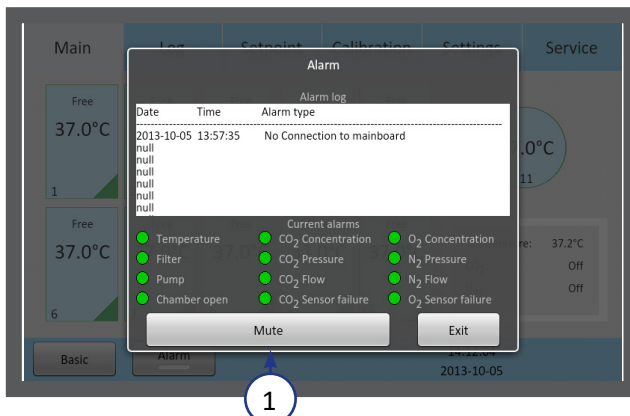 Main Log Setpoint Calibration Settings Service
Alarm
Alarm log
Date Time Alarm type
2013-10-05 13:57:35 No Connection to mainboard
null
null
null
null
null
null
Free
37.0°C
1
.0°C
11
Free
37.0°C
6
Current alarms
Temperature CO2 Concentration O2 Concentration
Filter CO2 Pressure N2 Pressure
Pump CO2 Flow N2 Flow
Chamber open CO2 Sensor failure O2 Sensor failure
re: 37.2°C
Off
Off
Mute Exit
Basic Alarm
14:12:04
2013-10-05
1